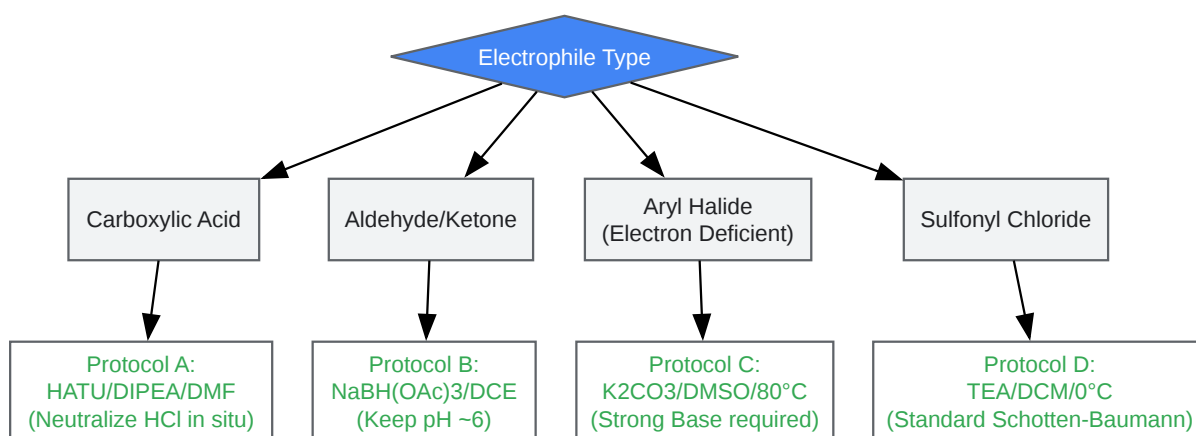 Electrophile Type
Carboxylic Acid
Aldehyde/Ketone
Aryl Halide
(Electron Deficient)
Sulfonyl Chloride
Protocol A:
HATU/DIPEA/DMF
(Neutralize HCl in situ)
Protocol B:
NaBH(OAc)3/DCE
(Keep pH ~6)
Protocol C:
K2CO3/DMSO/80°C
(Strong Base required)
Protocol D:
TEA/DCM/0°C
(Standard Schotten-Baumann)